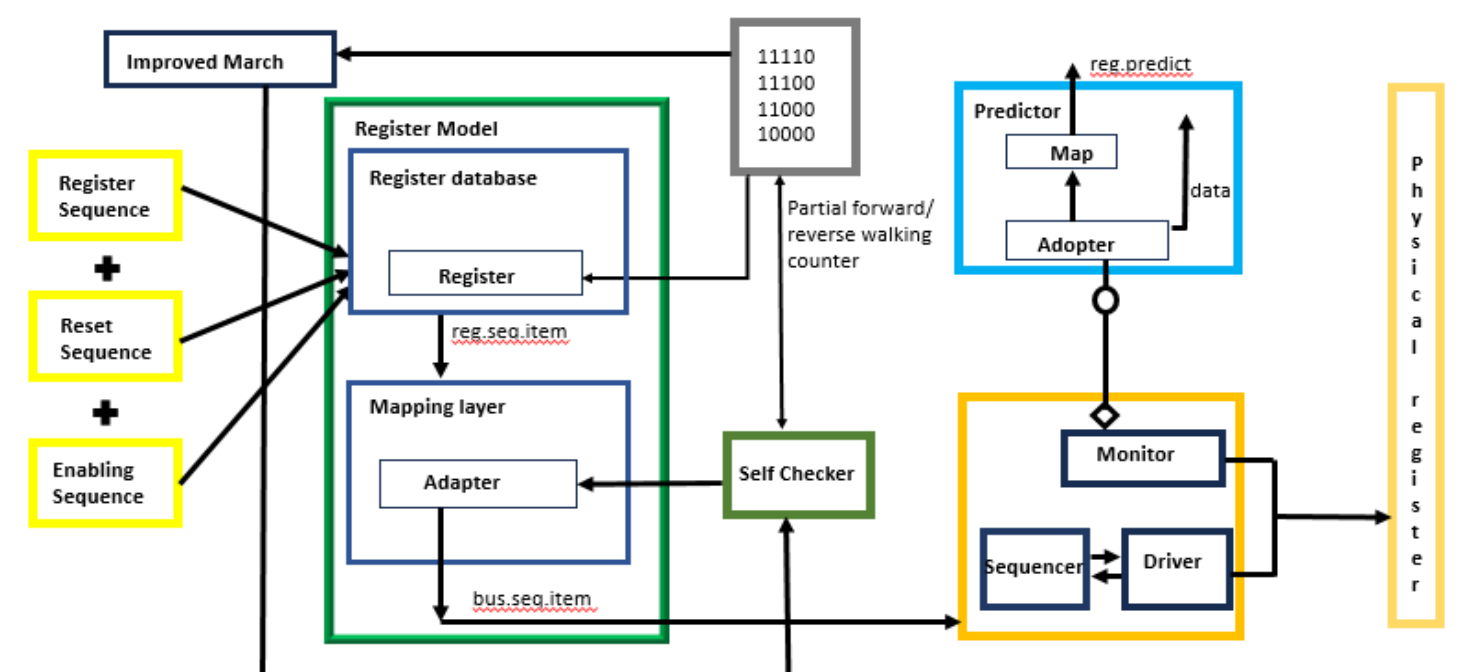 Improved March
11110
11100
11000
10000
reg.predict
Predictor
Map
data
Adopter
Register Model
Register database
Register
reg.seq.item
Mapping layer
Adapter
bus.seq.item
Register
Sequence
Reset
Sequence
Enabling
Sequence
Partial forward/
reverse walking
counter
Self Checker
Monitor
Sequencer
Driver
Physical register